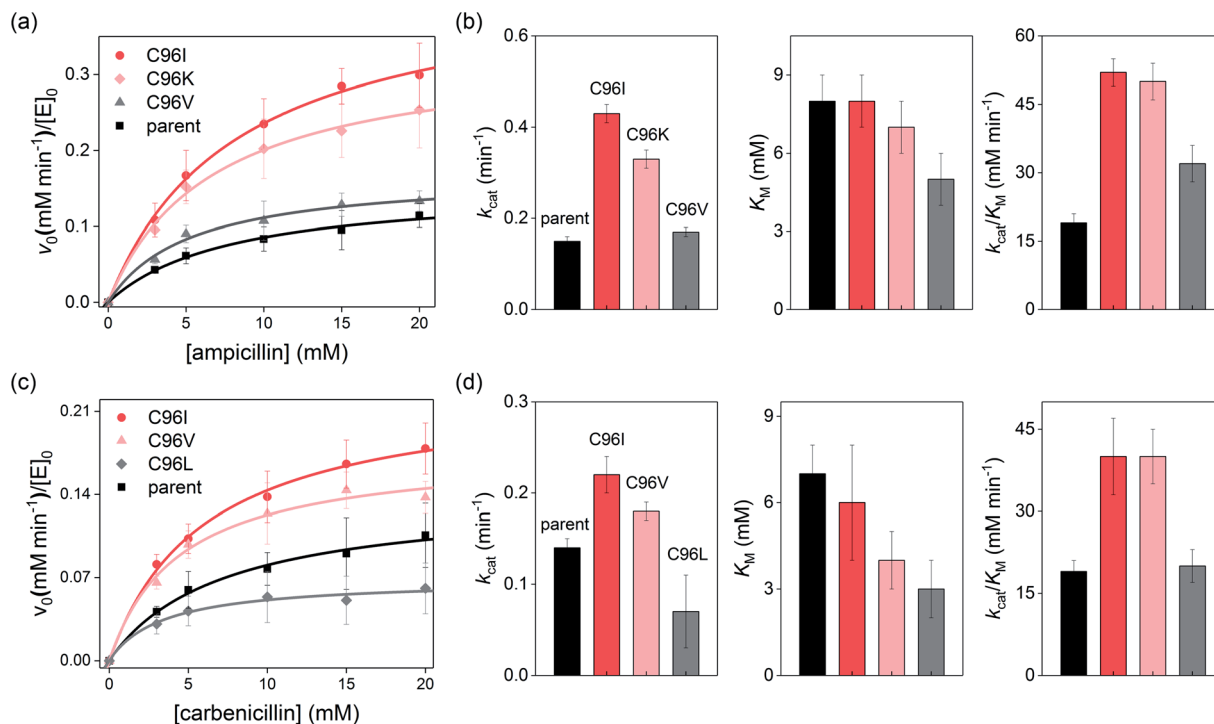 (a)
C96I
C96K
C96V
parent
v₀(mM min⁻¹)/[E]₀
0.3
0.2
0.1
0.0
0 5 10 15 20
[ampicillin] (mM)
(b)
kcat (min⁻¹)
0.6
0.4
0.2
0.0
parent
C96I
C96K
C96V
KM (mM)
9
6
3
0
kcat/KM (mM min⁻¹)
60
45
30
15
0
(c)
C96I
C96V
C96L
parent
v₀(mM min⁻¹)/[E]₀
0.21
0.14
0.07
0.00
0 5 10 15 20
[carbenicillin] (mM)
(d)
kcat (min⁻¹)
0.3
0.2
0.1
0.0
parent
C96I
C96V
C96L
KM (mM)
9
6
3
0
kcat/KM (mM min⁻¹)
45
30
15
0